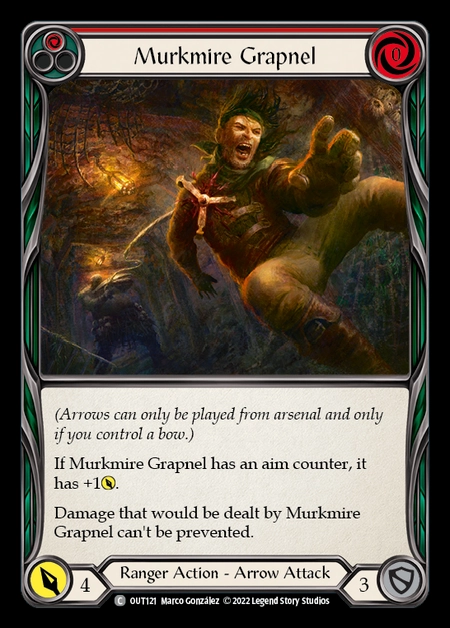 Murkmire Grapnel
0
(Arrows can only be played from arsenal and only
if you control a bow.)
If Murkmire Grapnel has an aim counter, it
has +1.
Damage that would be dealt by Murkmire
Grapnel can't be prevented.
4
Ranger Action - Arrow Attack
3
C OUT121 Marco González © 2022 Legend Story Studios